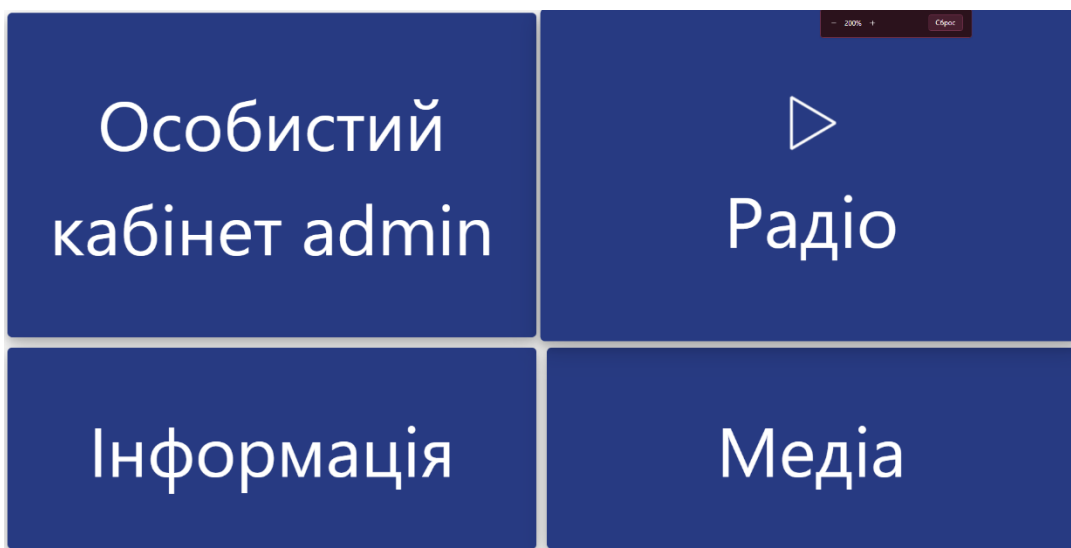 − 200% + Сброс
Особистий
кабінет admin
Радіо
Інформація
Медіа